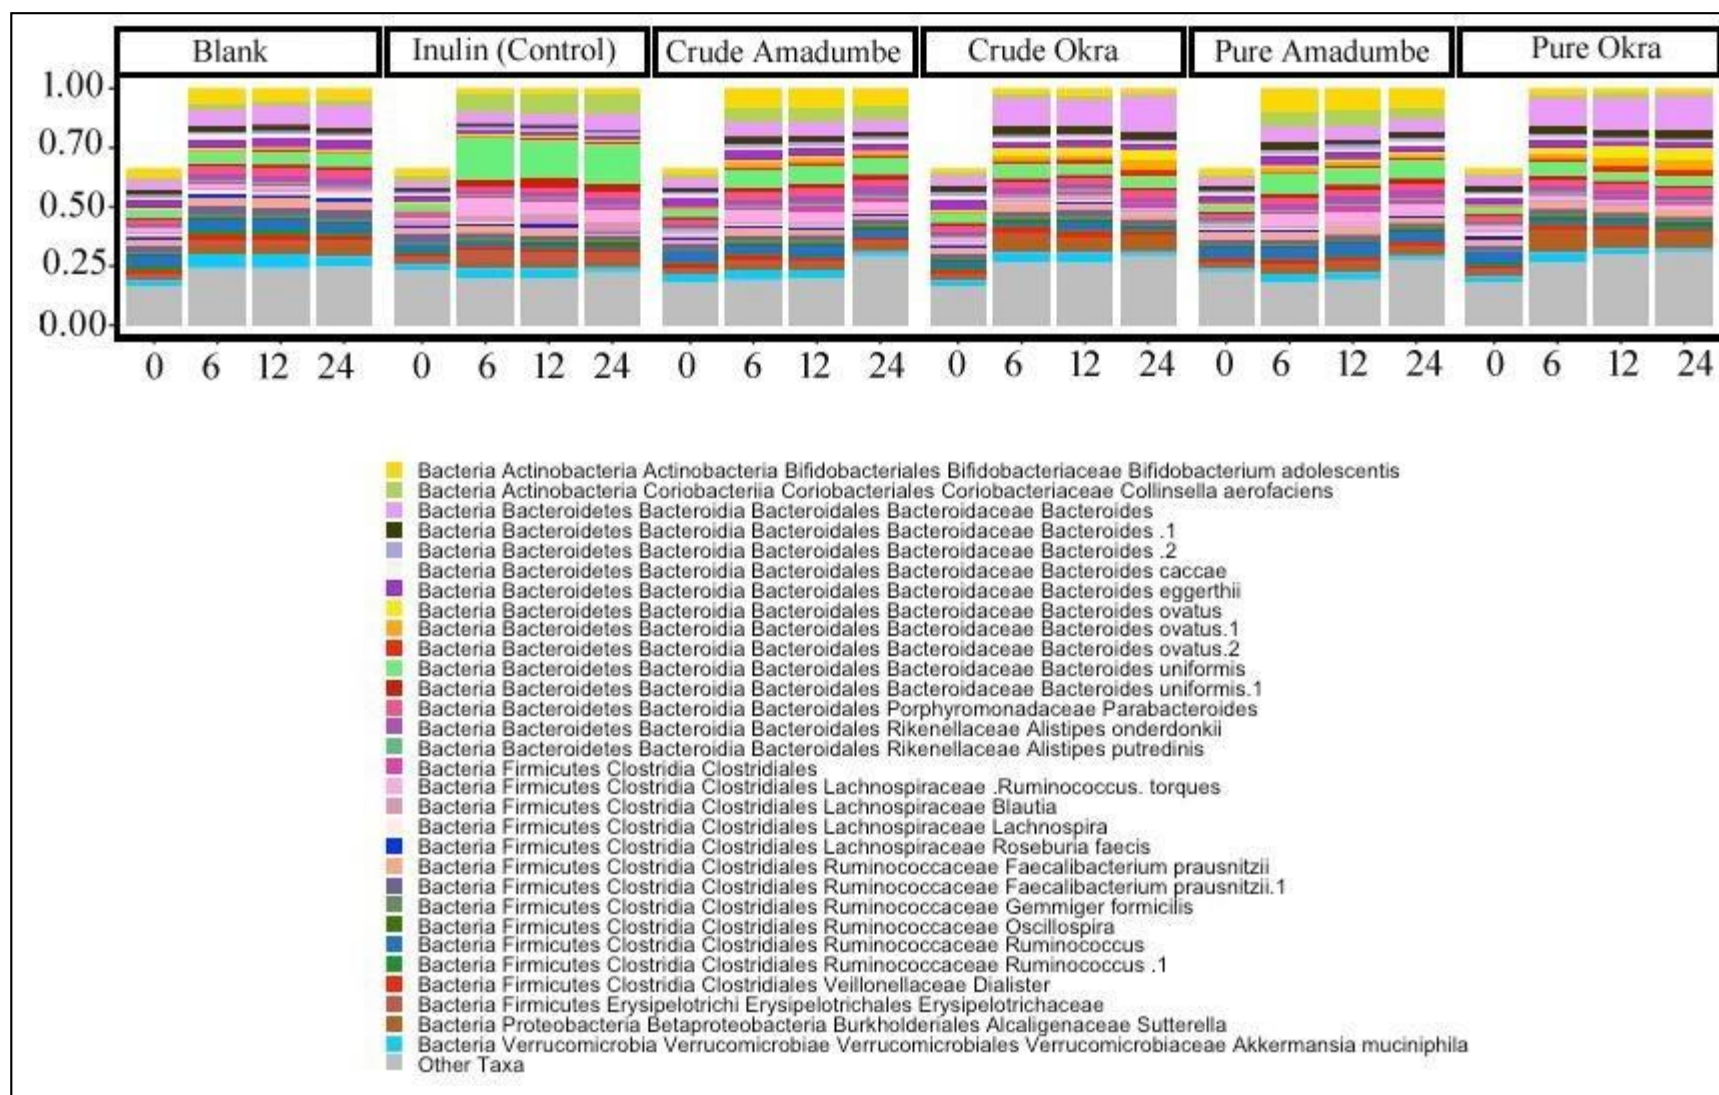 Blank Inulin (Control) Crude Amadumbe Crude Okra Pure Amadumbe Pure Okra
1.00
0.70
0.50
0.25
0.00
0 6 12 24 0 6 12 24 0 6 12 24 0 6 12 24 0 6 12 24 0 6 12 24
Bacteria Actinobacteria Actinobacteria Bifidobacteriales Bifidobacteriaceae Bifidobacterium adolescentis
Bacteria Actinobacteria Coriobacteriia Coriobacteriales Coriobacteriaceae Collinsella aerofaciens
Bacteria Bacteroidetes Bacteroidia Bacteroidales Bacteroidaceae Bacteroides
Bacteria Bacteroidetes Bacteroidia Bacteroidales Bacteroidaceae Bacteroides .1
Bacteria Bacteroidetes Bacteroidia Bacteroidales Bacteroidaceae Bacteroides .2
Bacteria Bacteroidetes Bacteroidia Bacteroidales Bacteroidaceae Bacteroides caccae
Bacteria Bacteroidetes Bacteroidia Bacteroidales Bacteroidaceae Bacteroides eggerthii
Bacteria Bacteroidetes Bacteroidia Bacteroidales Bacteroidaceae Bacteroides ovatus
Bacteria Bacteroidetes Bacteroidia Bacteroidales Bacteroidaceae Bacteroides ovatus.1
Bacteria Bacteroidetes Bacteroidia Bacteroidales Bacteroidaceae Bacteroides ovatus.2
Bacteria Bacteroidetes Bacteroidia Bacteroidales Bacteroidaceae Bacteroides uniformis
Bacteria Bacteroidetes Bacteroidia Bacteroidales Bacteroidaceae Bacteroides uniformis.1
Bacteria Bacteroidetes Bacteroidia Bacteroidales Porphyromonadaceae Parabacteroides
Bacteria Bacteroidetes Bacteroidia Bacteroidales Rikenellaceae Alistipes onderdonkii
Bacteria Bacteroidetes Bacteroidia Bacteroidales Rikenellaceae Alistipes putredinis
Bacteria Firmicutes Clostridia Clostridiales
Bacteria Firmicutes Clostridia Clostridiales Lachnospiraceae .Ruminococcus. torques
Bacteria Firmicutes Clostridia Clostridiales Lachnospiraceae Blautia
Bacteria Firmicutes Clostridia Clostridiales Lachnospiraceae Lachnospira
Bacteria Firmicutes Clostridia Clostridiales Lachnospiraceae Roseburia faecis
Bacteria Firmicutes Clostridia Clostridiales Ruminococcaceae Faecalibacterium prausnitzii
Bacteria Firmicutes Clostridia Clostridiales Ruminococcaceae Faecalibacterium prausnitzii.1
Bacteria Firmicutes Clostridia Clostridiales Ruminococcaceae Gemmiger formicilis
Bacteria Firmicutes Clostridia Clostridiales Ruminococcaceae Oscillospira
Bacteria Firmicutes Clostridia Clostridiales Ruminococcaceae Ruminococcus
Bacteria Firmicutes Clostridia Clostridiales Ruminococcaceae Ruminococcus .1
Bacteria Firmicutes Clostridia Clostridiales Veillonellaceae Dialister
Bacteria Firmicutes Erysipelotrichi Erysipelotrichales Erysipelotrichaceae
Bacteria Proteobacteria Betaproteobacteria Burkholderiales Alcaligenaceae Sutterella
Bacteria Verrucomicrobia Verrucomicrobiae Verrucomicrobiales Verrucomicrobiaceae Akkermansia muciniphila
Other Taxa